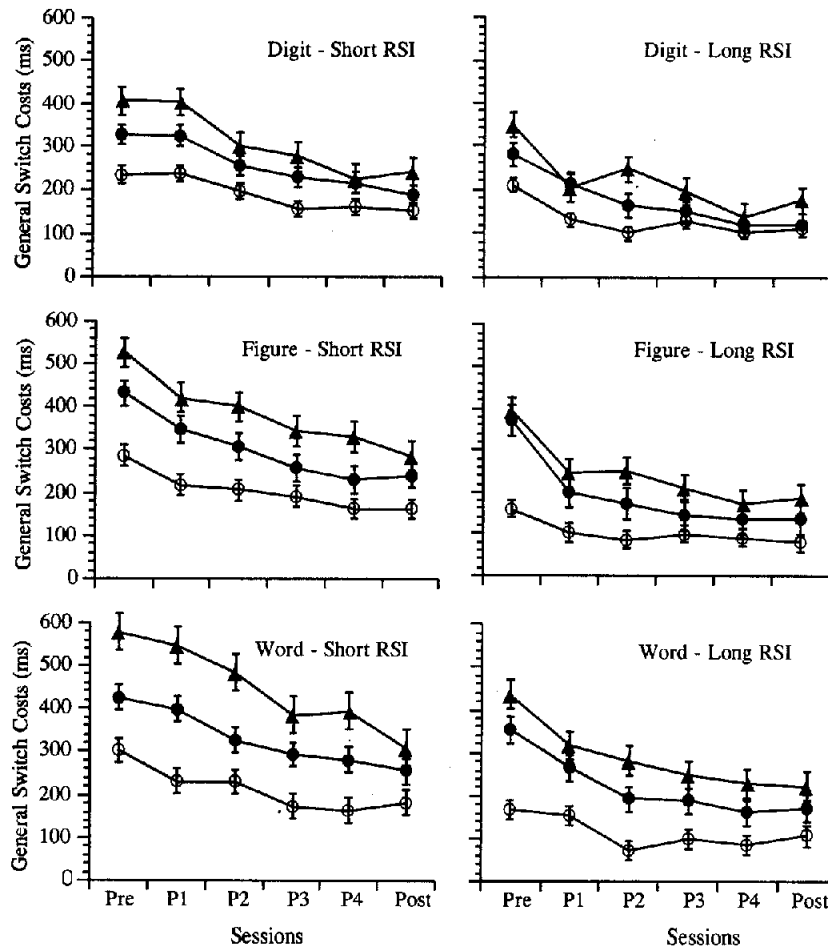 600
500
400
300
200
100
0
General Switch Costs (ms)
Digit - Short RSI
Digit - Long RSI
600
500
400
300
200
100
0
General Switch Costs (ms)
Figure - Short RSI
Figure - Long RSI
600
500
400
300
200
100
0
General Switch Costs (ms)
Word - Short RSI
Word - Long RSI
Pre P1 P2 P3 P4 Post
Pre P1 P2 P3 P4 Post
Sessions
Sessions